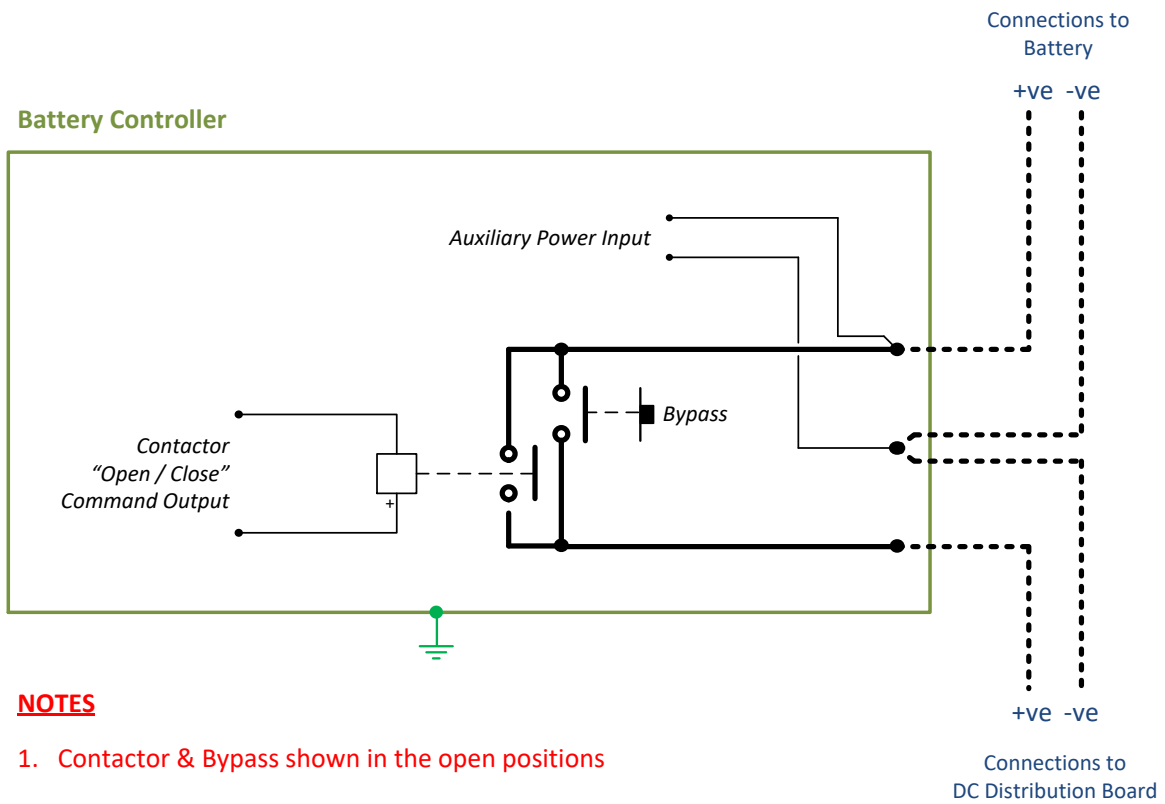 Connections to
Battery
+ve -ve
Battery Controller
Auxiliary Power Input
Bypass
Contactor
“Open / Close”
Command Output
+
NOTES
1. Contactor & Bypass shown in the open positions
+ve -ve
Connections to
DC Distribution Board